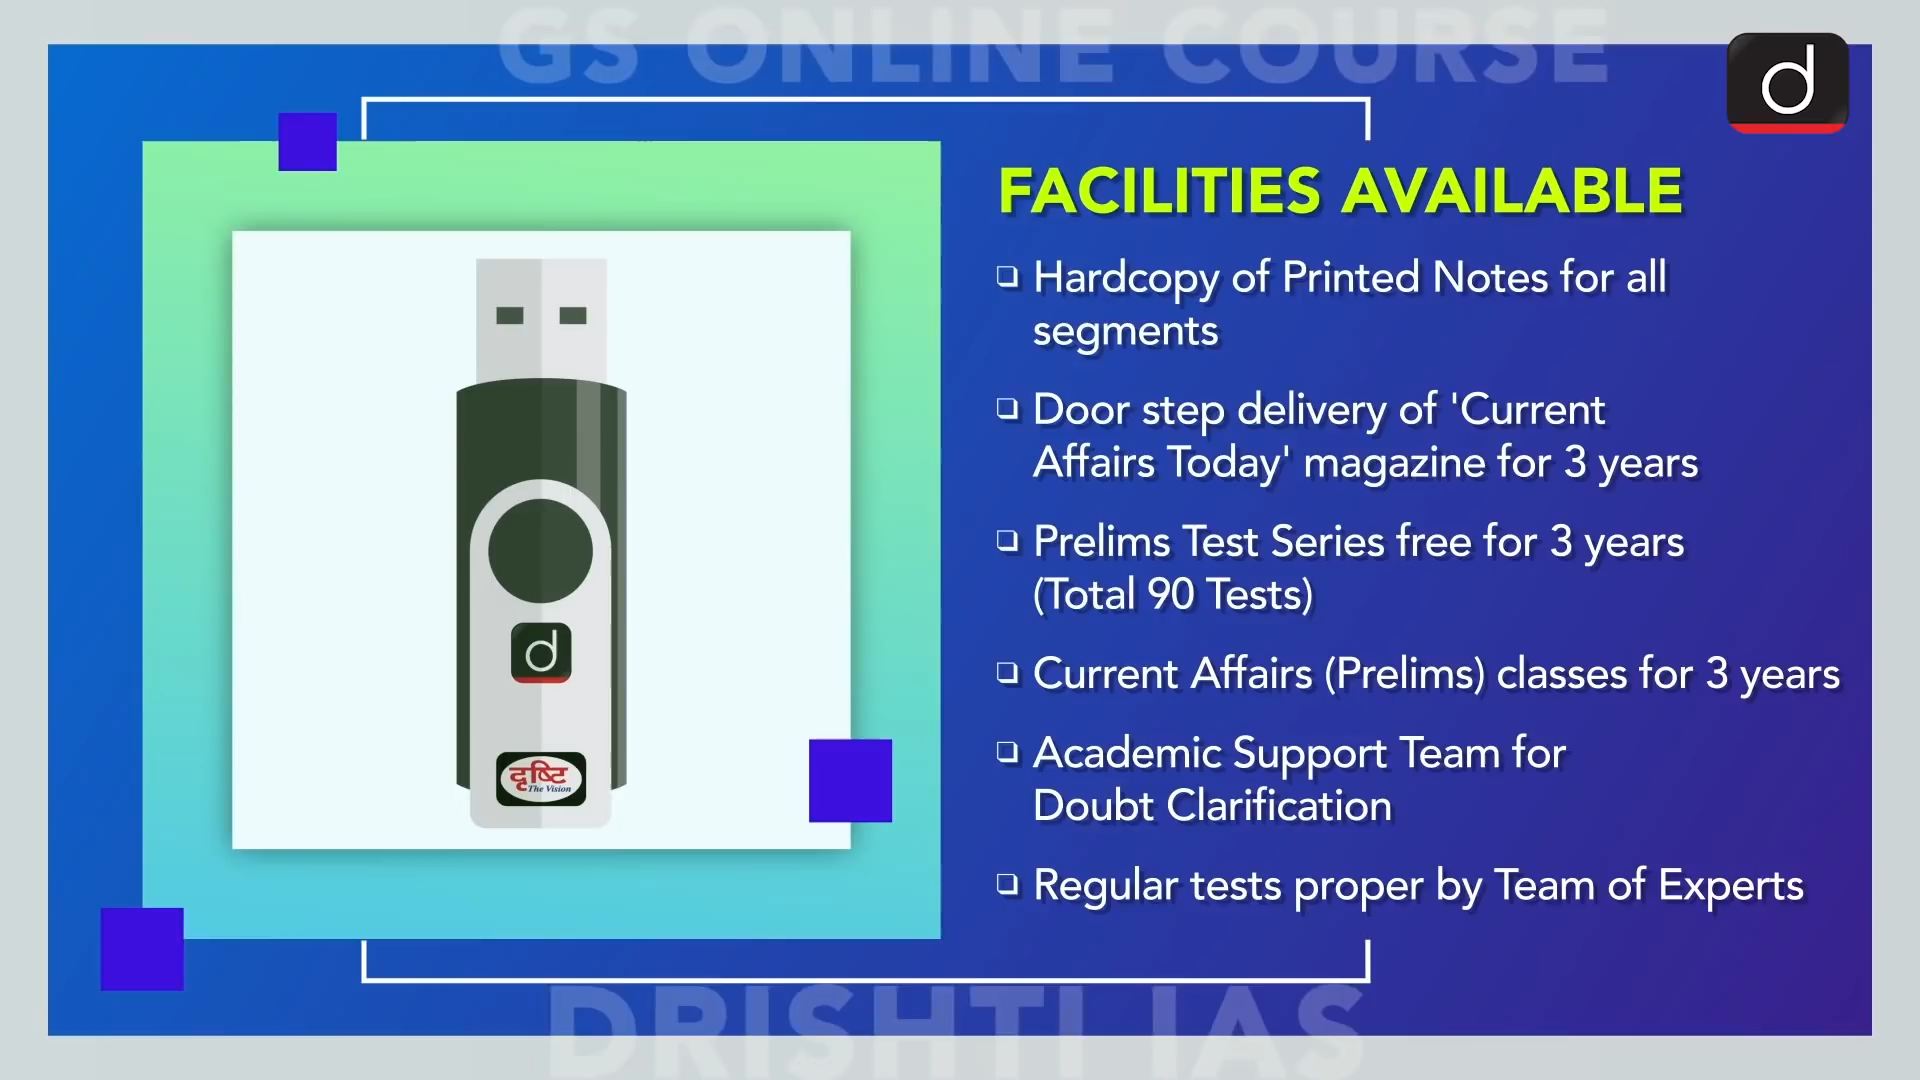 GS ONLINE COURSE
d
FACILITIES AVAILABLE
❏ Hardcopy of Printed Notes for all
segments
❏ Door step delivery of 'Current
Affairs Today' magazine for 3 years
❏ Prelims Test Series free for 3 years
(Total 90 Tests)
❏ Current Affairs (Prelims) classes for 3 years
❏ Academic Support Team for
Doubt Clarification
❏ Regular tests proper by Team of Experts
d
दृष्टि
The Vision
DRISHTI IAS